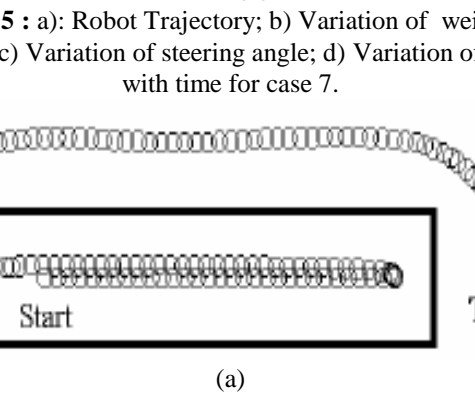 5 : a): Robot Trajectory; b) Variation of wei
c) Variation of steering angle; d) Variation o
with time for case 7.
Start
(a)